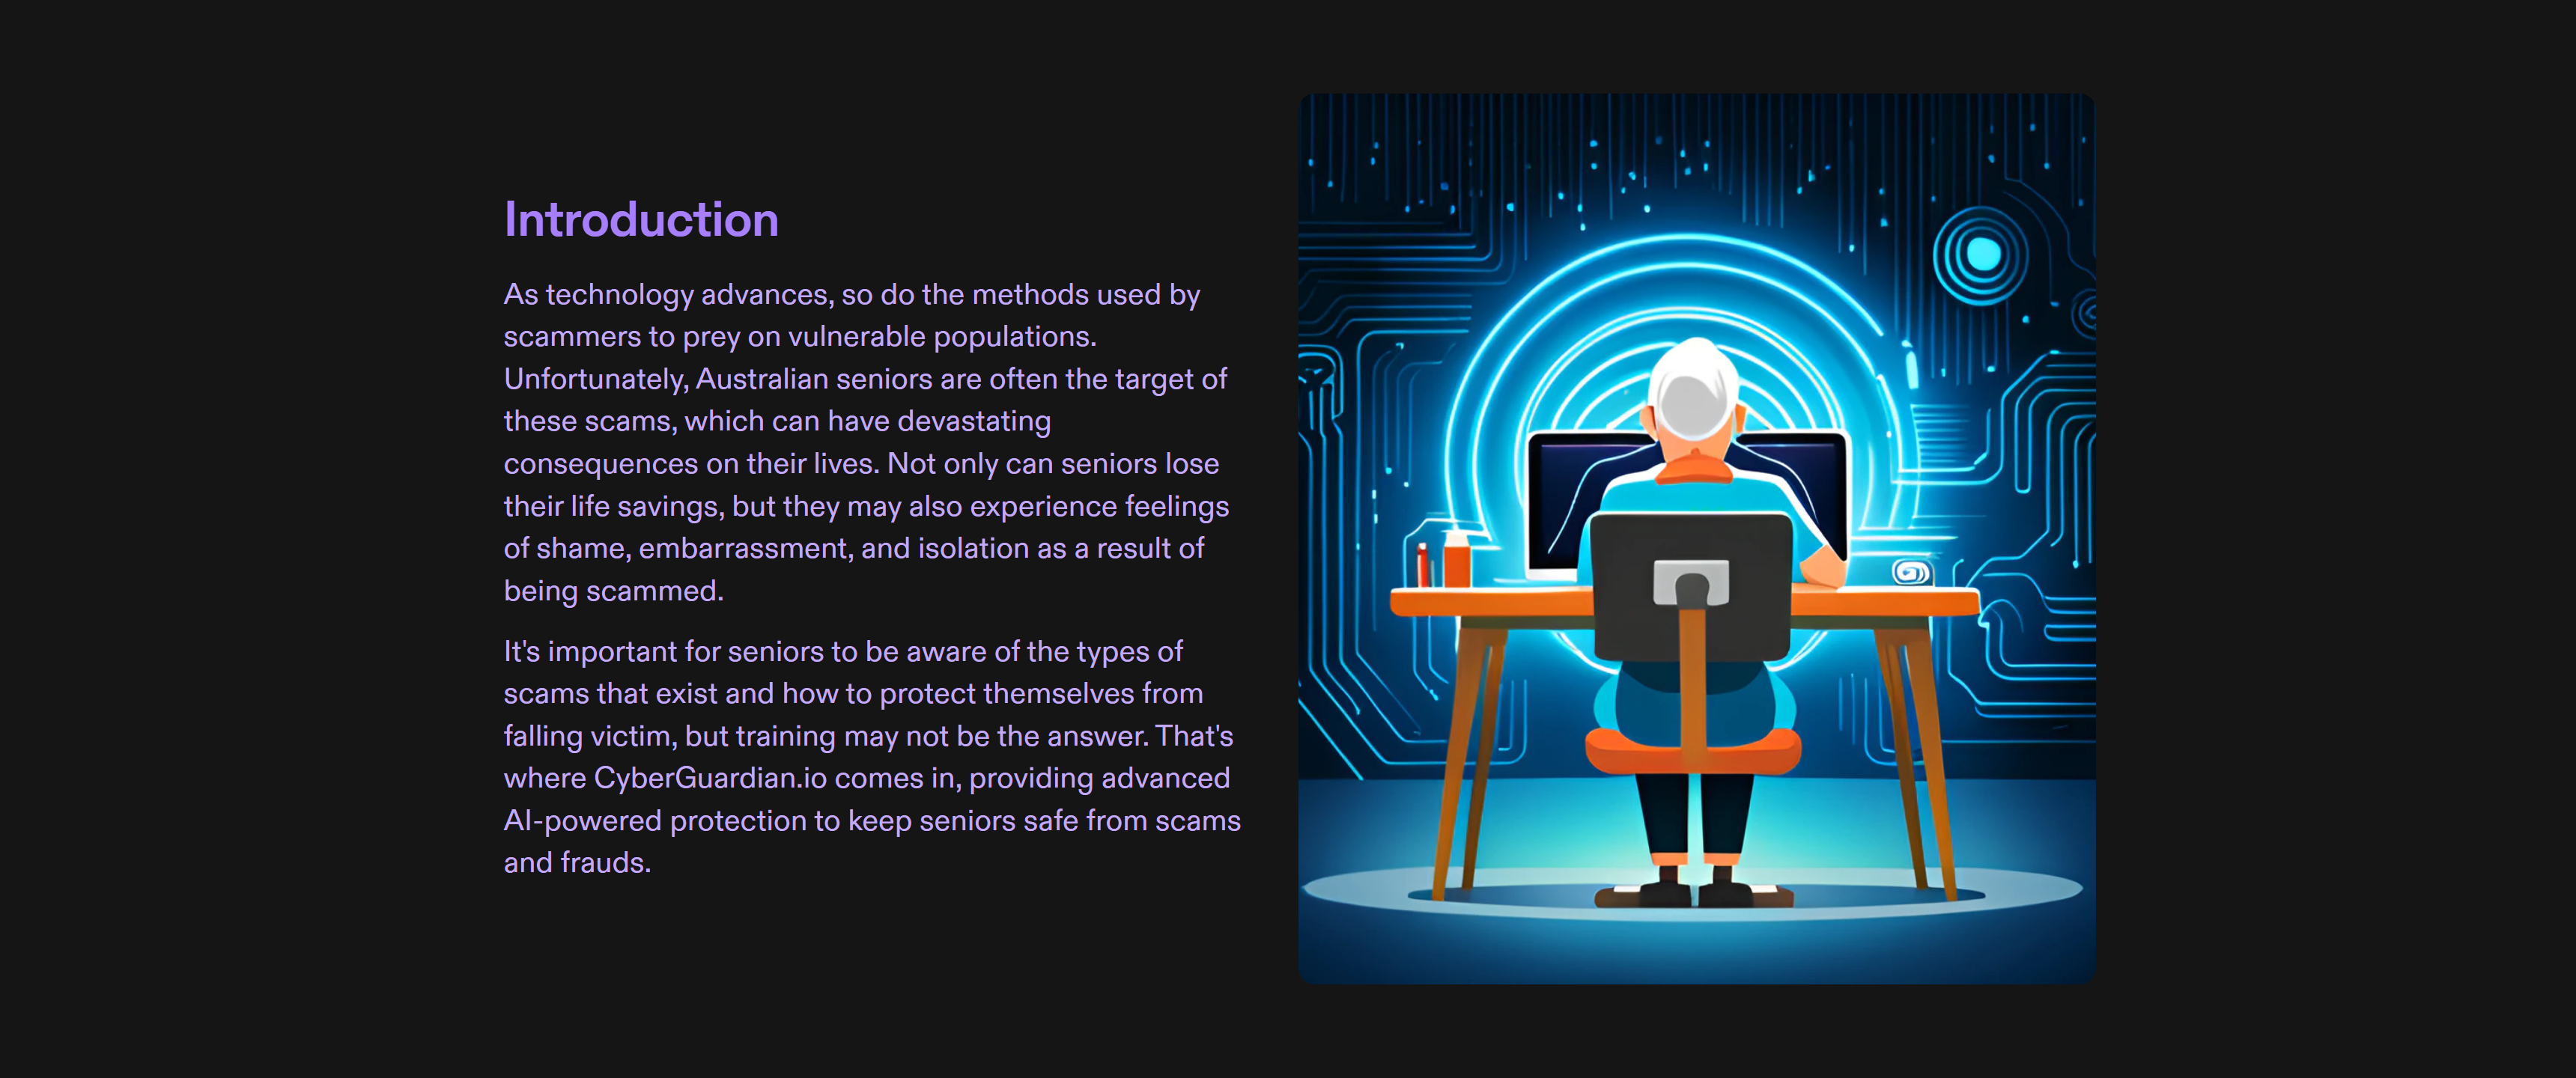 Introduction
As technology advances, so do the methods used by
scammers to prey on vulnerable populations.
Unfortunately, Australian seniors are often the target of
these scams, which can have devastating
consequences on their lives. Not only can seniors lose
their life savings, but they may also experience feelings
of shame, embarrassment, and isolation as a result of
being scammed.
It's important for seniors to be aware of the types of
scams that exist and how to protect themselves from
falling victim, but training may not be the answer. That's
where CyberGuardian.io comes in, providing advanced
AI-powered protection to keep seniors safe from scams
and frauds.